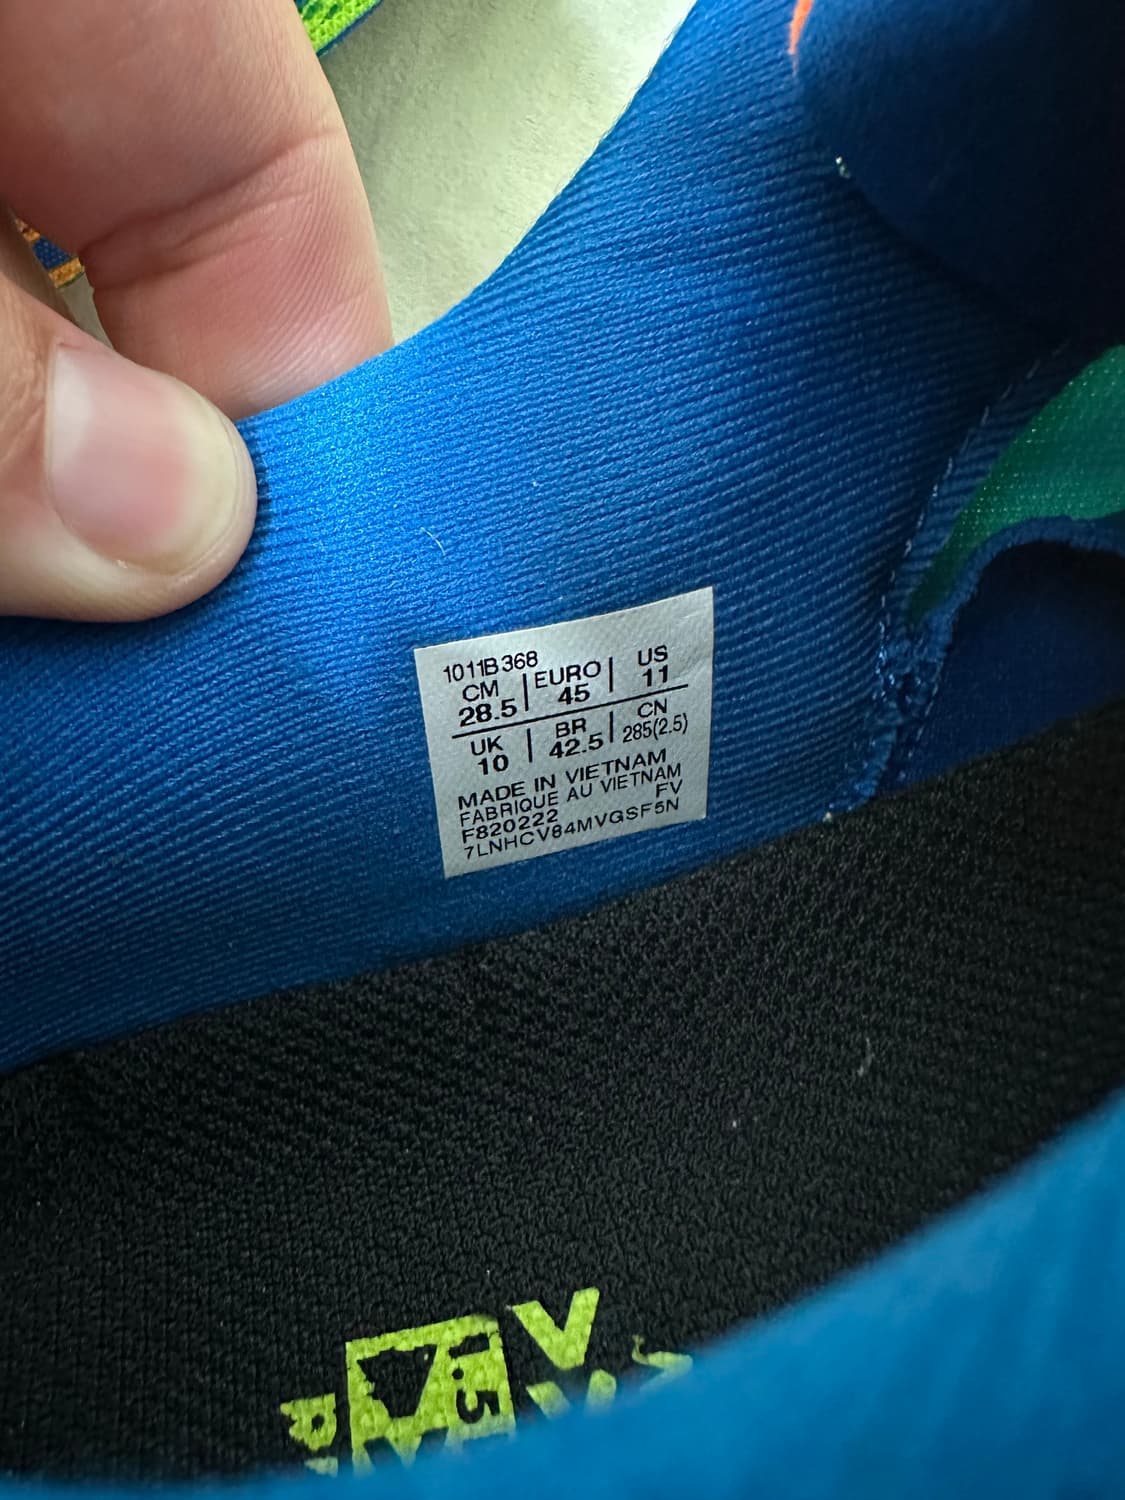 1011B368
CM | EURO | US
28.5 | 45 | 11
UK | BR | CN
10 | 42.5 | 285(2.5)
MADE IN VIETNAM
FABRIQUE AU VIETNAM
F820222 FV
7LNHCV84MVGSF5N